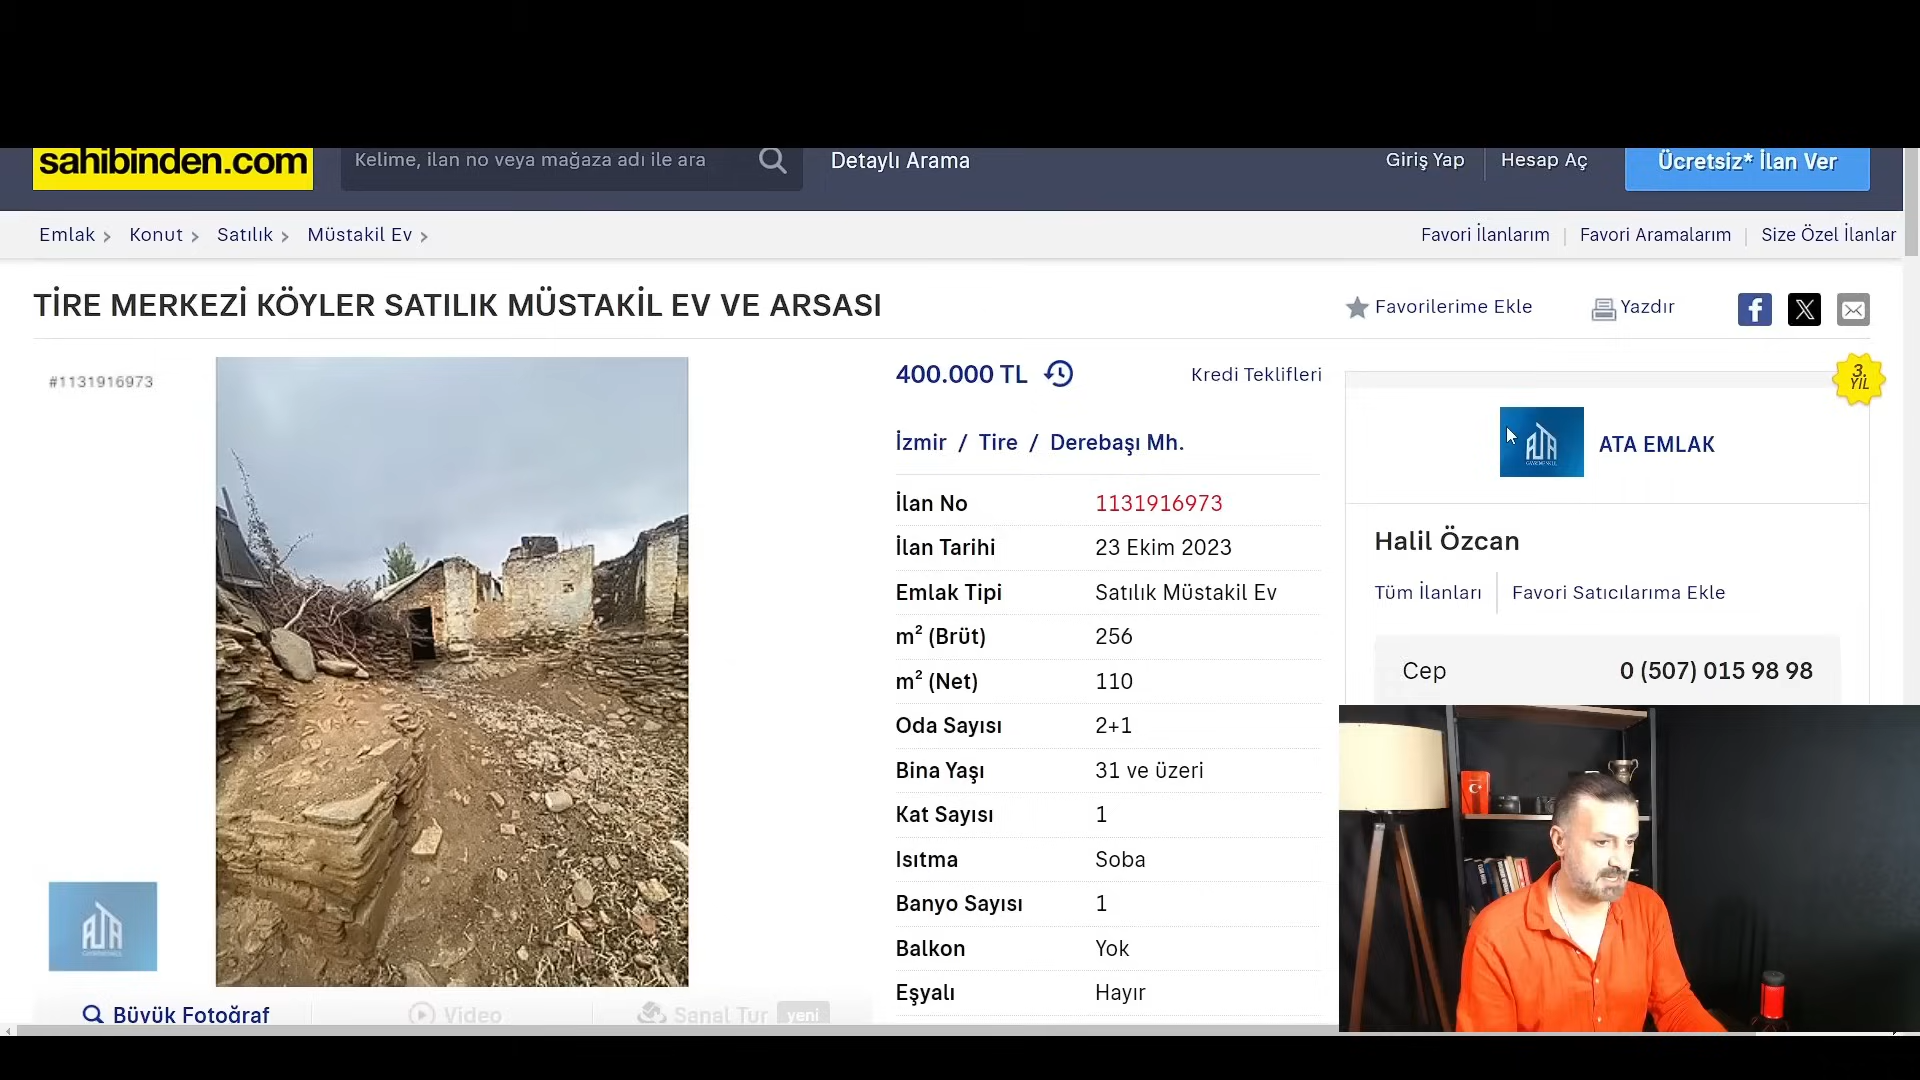 sahibinden.com
Kelime, ilan no veya mağaza adı ile ara
Detaylı Arama
Giriş Yap
Hesap Aç
Ücretsiz* İlan Ver
Emlak > Konut > Satılık > Müstakil Ev >
Favori İlanlarım | Favori Aramalarım | Size Özel İlanlar
TİRE MERKEZİ KÖYLER SATILIK MÜSTAKİL EV VE ARSASI
Favorilerime Ekle
Yazdır
#1131916973
400.000 TL
Kredi Teklifleri
3.
YIL
İzmir / Tire / Derebaşı Mh.
ATA EMLAK
İlan No 1131916973
İlan Tarihi 23 Ekim 2023
Emlak Tipi Satılık Müstakil Ev
m² (Brüt) 256
m² (Net) 110
Oda Sayısı 2+1
Bina Yaşı 31 ve üzeri
Kat Sayısı 1
Isıtma Soba
Banyo Sayısı 1
Balkon Yok
Eşyalı Hayır
Halil Özcan
Tüm İlanları | Favori Satıcılarıma Ekle
Cep 0 (507) 015 98 98
Büyük Fotoğraf
Video
Sanal Tur yeni